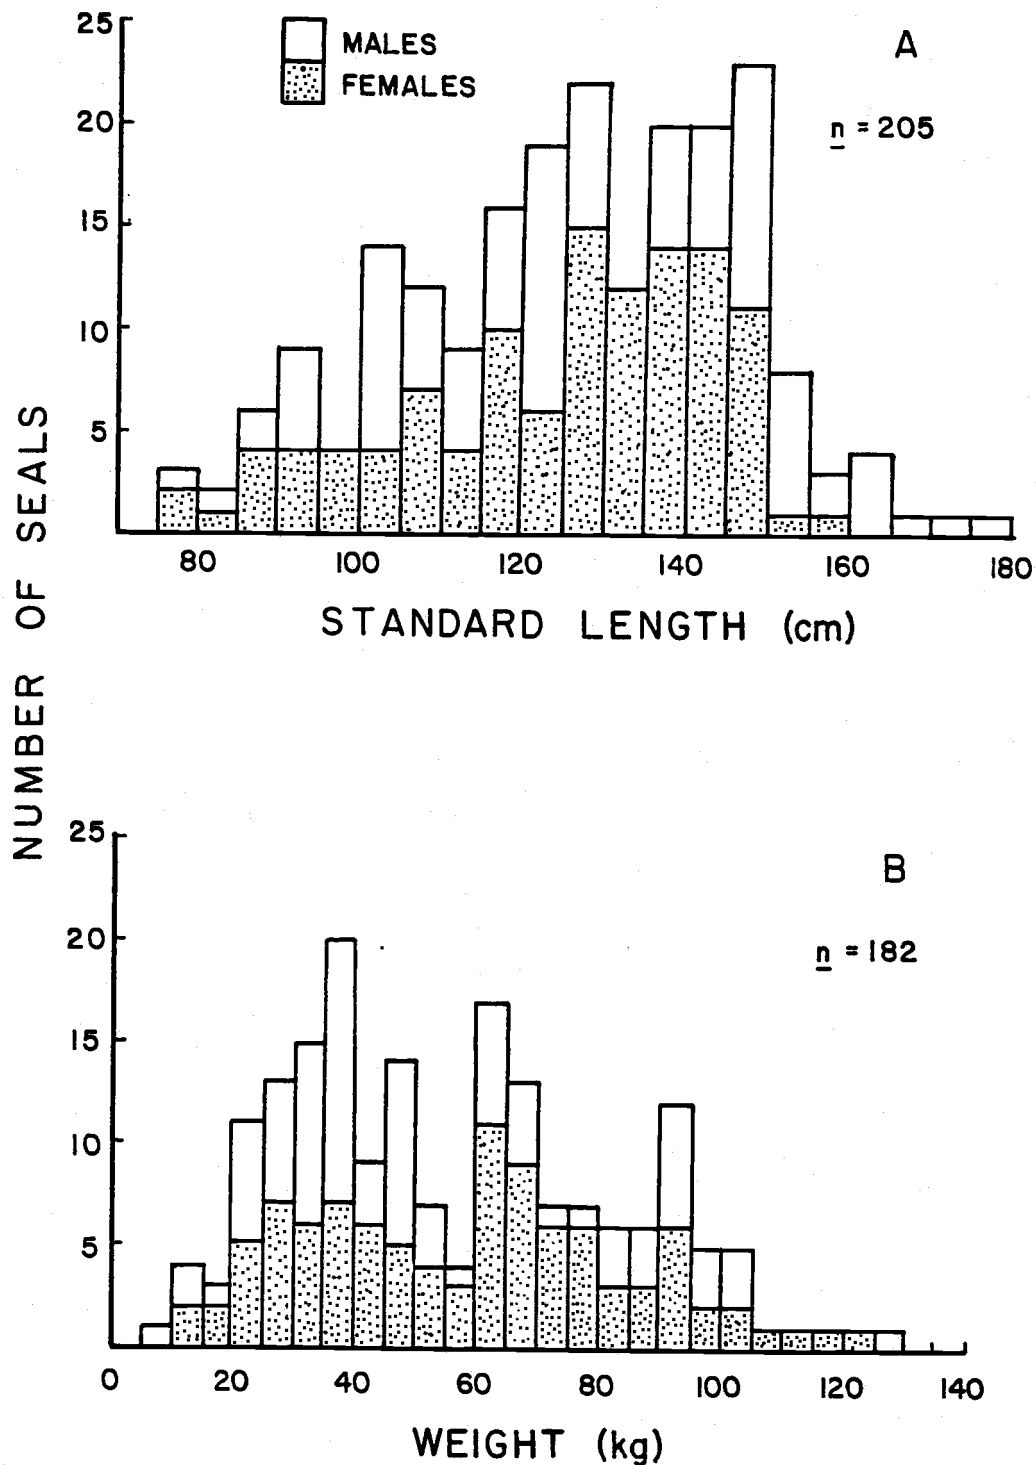 25
20
15
10
5
MALES
FEMALES
A
n = 205
80 100 120 140 160 180
STANDARD LENGTH (cm)
NUMBER OF SEALS
25
20
15
10
5
B
n = 182
0 20 40 60 80 100 120 140
WEIGHT (kg)